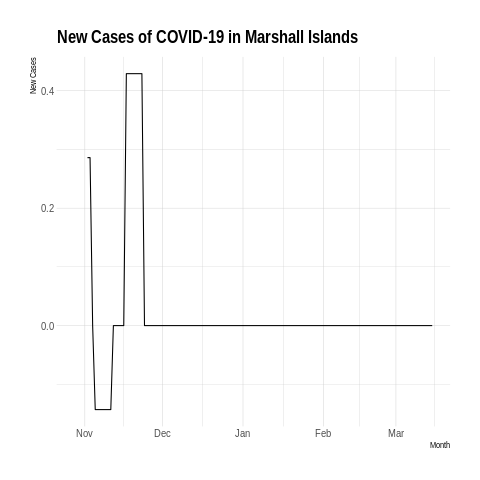 New Cases of COVID-19 in Marshall Islands
New Cases
0.4
0.2
0.0
Nov Dec Jan Feb Mar
Month